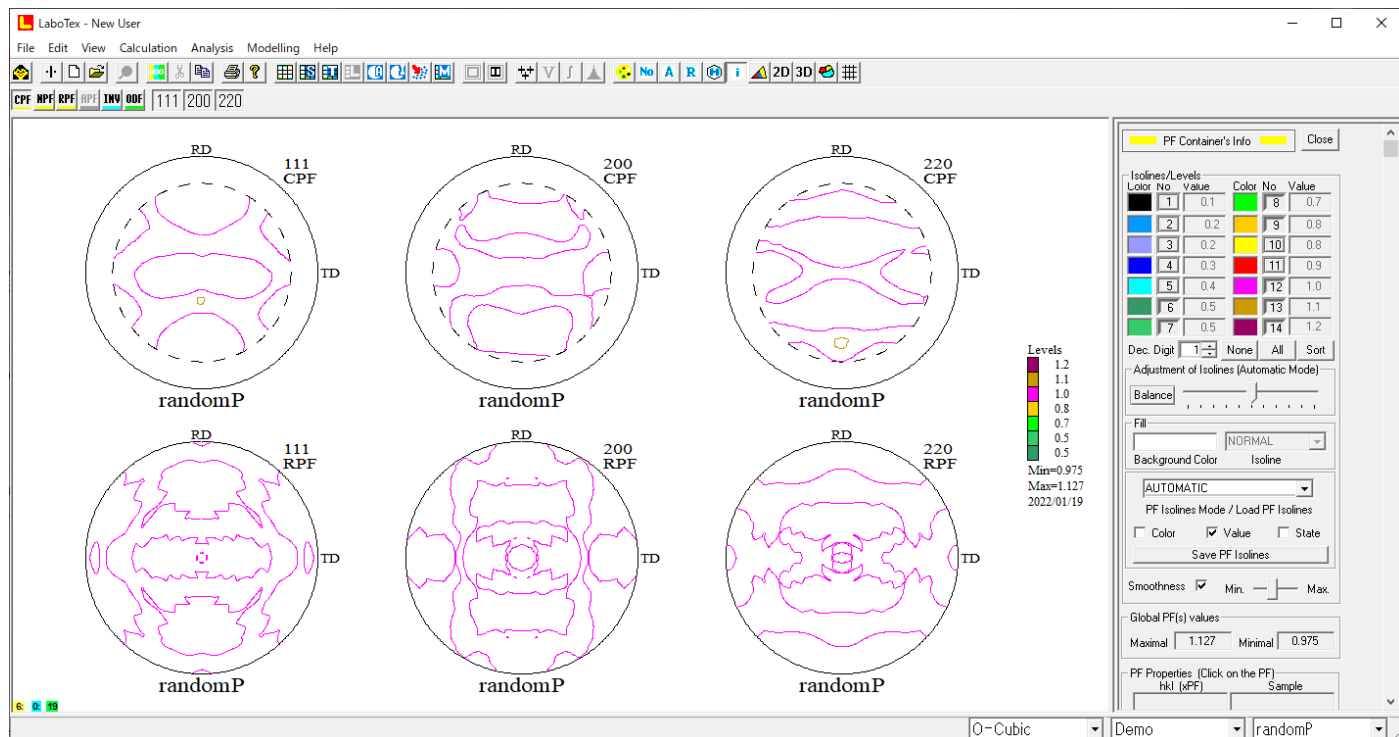 LaboTex - New User
File Edit View Calculation Analysis Modelling Help
No A R H i 2D 3D
CPF NPF RPF APF INV ODF 111 200 220
RD
111
CPF
TD
randomP
RD
200
CPF
TD
randomP
RD
220
CPF
TD
randomP
RD
111
RPF
TD
randomP
RD
200
RPF
TD
randomP
RD
220
RPF
TD
randomP
Levels
1.2
1.1
1.0
0.8
0.7
0.5
0.5
Min=0.975
Max=1.127
2022/01/19
PF Container's Info Close
Isolines/Levels
Color No Value Color No Value
1 0.1 8 0.7
2 0.2 9 0.8
3 0.2 10 0.8
4 0.3 11 0.9
5 0.4 12 1.0
6 0.5 13 1.1
7 0.5 14 1.2
Dec. Digit 1 None All Sort
Adjustment of Isolines (Automatic Mode)
Balance
Fill
NORMAL
Background Color Isoline
AUTOMATIC
PF Isolines Mode / Load PF Isolines
Color Value State
Save PF Isolines
Smoothness Min. Max.
Global PF(s) values
Maximal 1.127 Minimal 0.975
PF Properties (Click on the PF)
hkl (xPF) Sample
6: 0: 19
O-Cubic Demo randomP